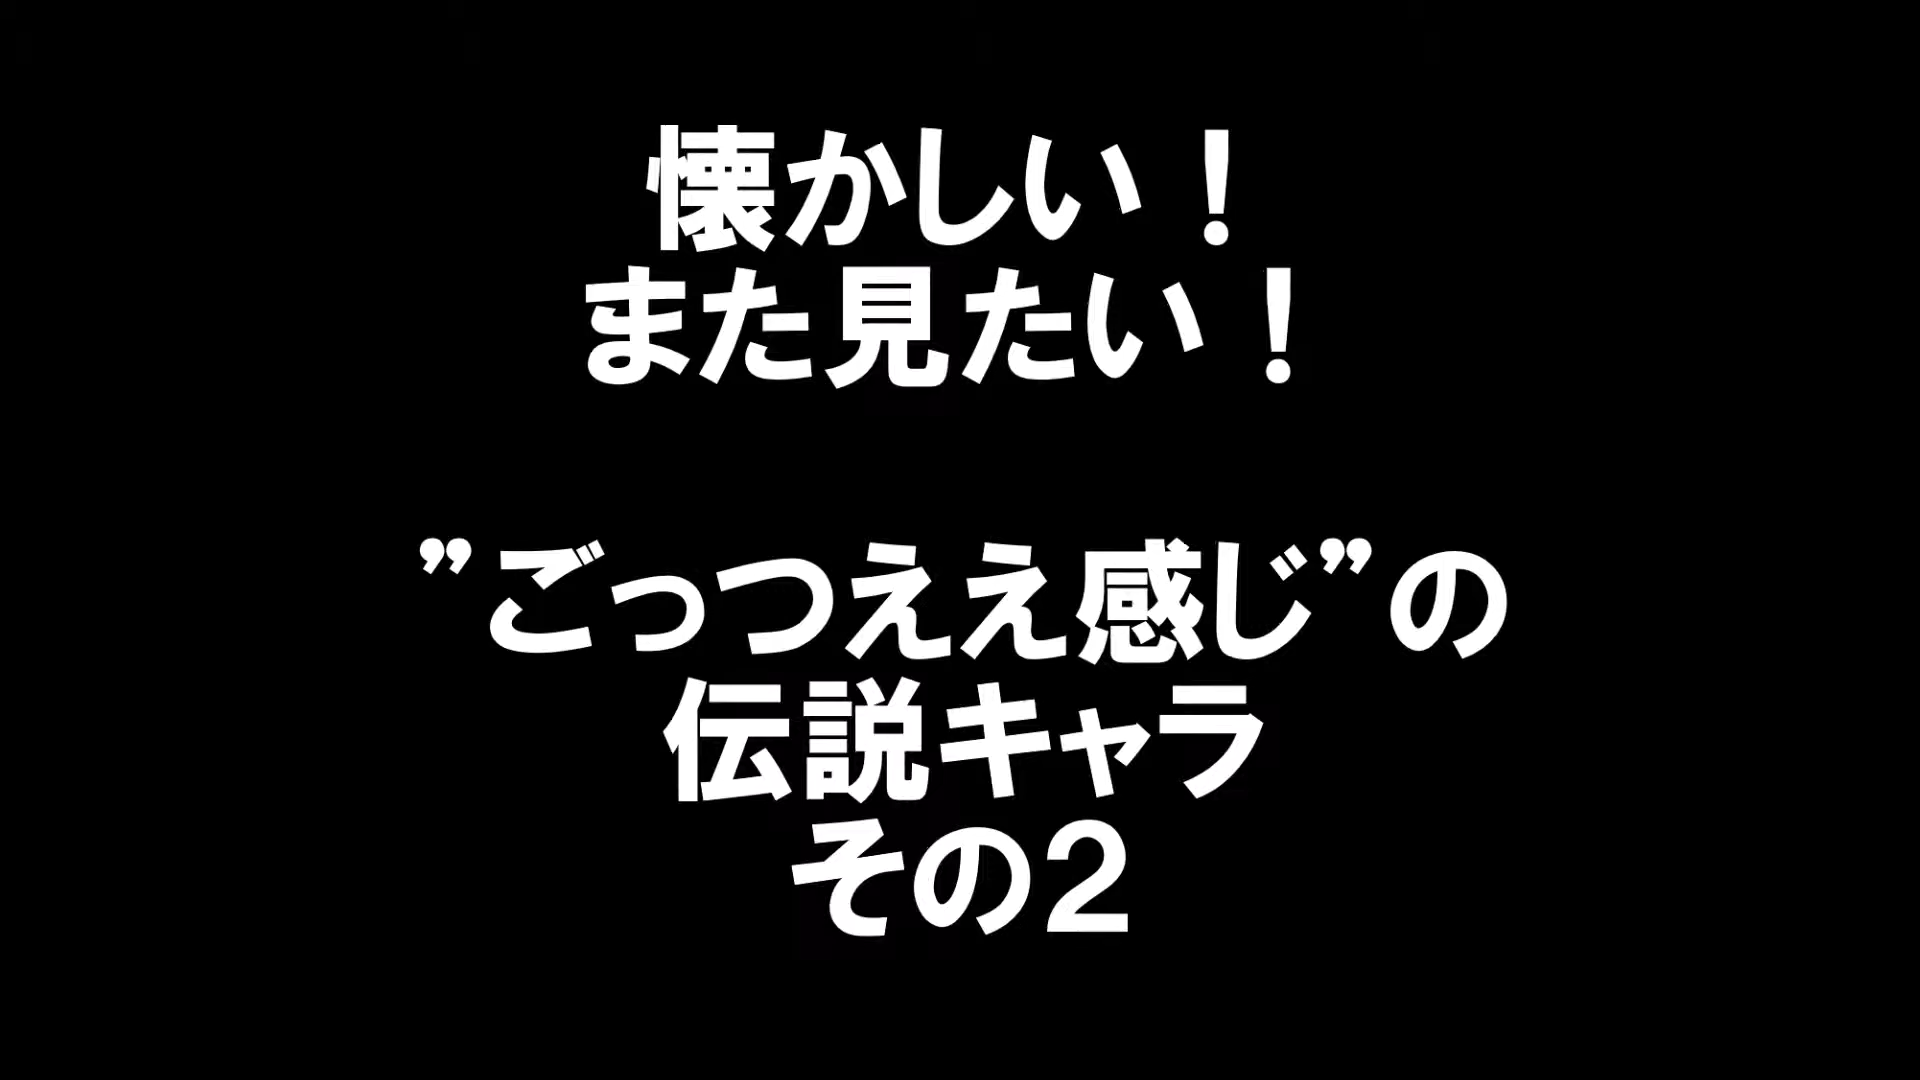 懐かしい！
また見たい！
”ごっつええ感じ”の
伝説キャラ
その２